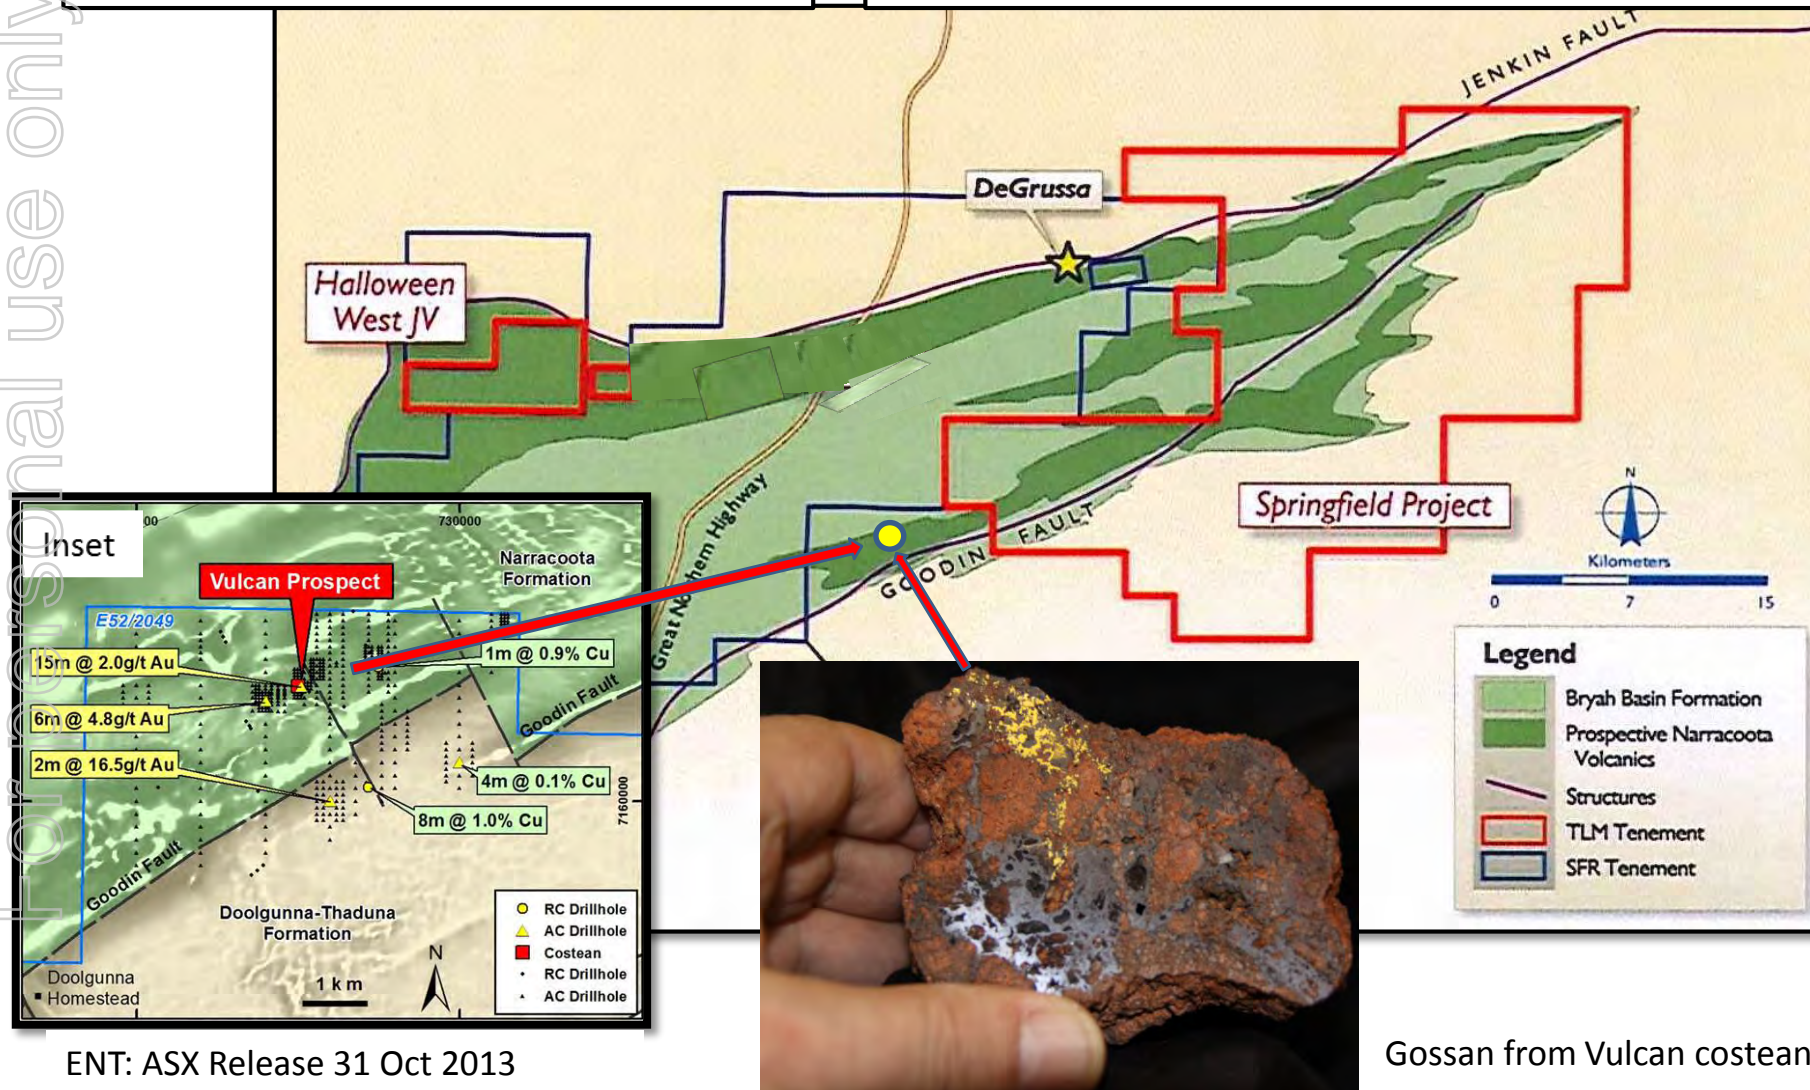 For personal use only
JENKIN FAULT
DeGrussa
Halloween
West JV
Great Northern Highway
GOODIN FAULT
Springfield Project
N
Kilometers
0 7 15
Legend
Bryah Basin Formation
Prospective Narracoota
Volcanics
Structures
TLM Tenement
SFR Tenement
Inset
00
730000
Narracoota
Formation
Vulcan Prospect
E52/2049
15m @ 2.0g/t Au
1m @ 0.9% Cu
6m @ 4.8g/t Au
Goodin Fault
2m @ 16.5g/t Au
4m @ 0.1% Cu
8m @ 1.0% Cu
7160000
Goodin Fault
Doolgunna-Thaduna
Formation
Doolgunna
Homestead
1 km
N
RC Drillhole
AC Drillhole
Costean
RC Drillhole
AC Drillhole
ENT: ASX Release 31 Oct 2013
Gossan from Vulcan costean